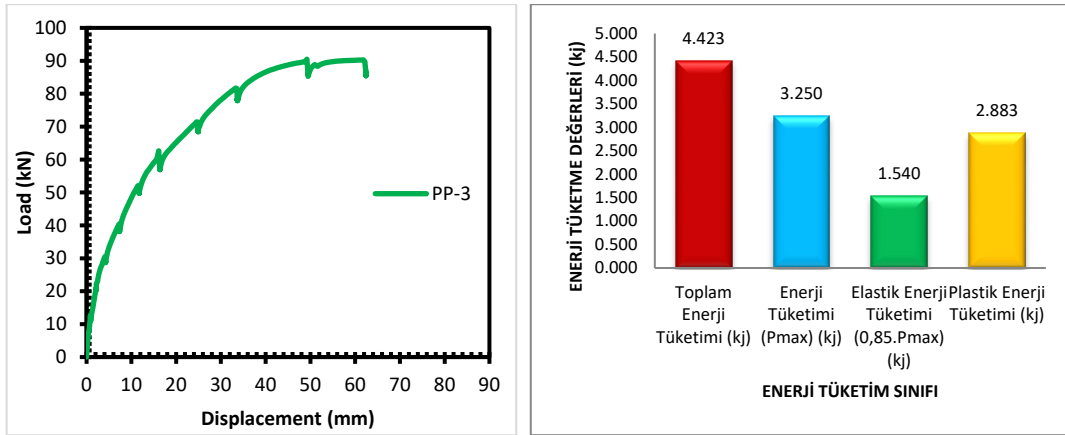 100
90
80
70
60
50
40
30
20
10
0
Load (kN)
PP-3
0 10 20 30 40 50 60 70 80 90
Displacement (mm)
ENERJİ TÜKETME DEĞERLERİ (kj)
5.000
4.500
4.000
3.500
3.000
2.500
2.000
1.500
1.000
0.500
0.000
4.423
3.250
1.540
2.883
Toplam
Enerji
Tüketimi (kj)
Enerji
Tüketimi
(Pmax) (kj)
Elastik Enerji
Tüketimi
(0,85.Pmax)
(kj)
Plastik Enerji
Tüketimi (kj)
ENERJİ TÜKETİM SINIFI